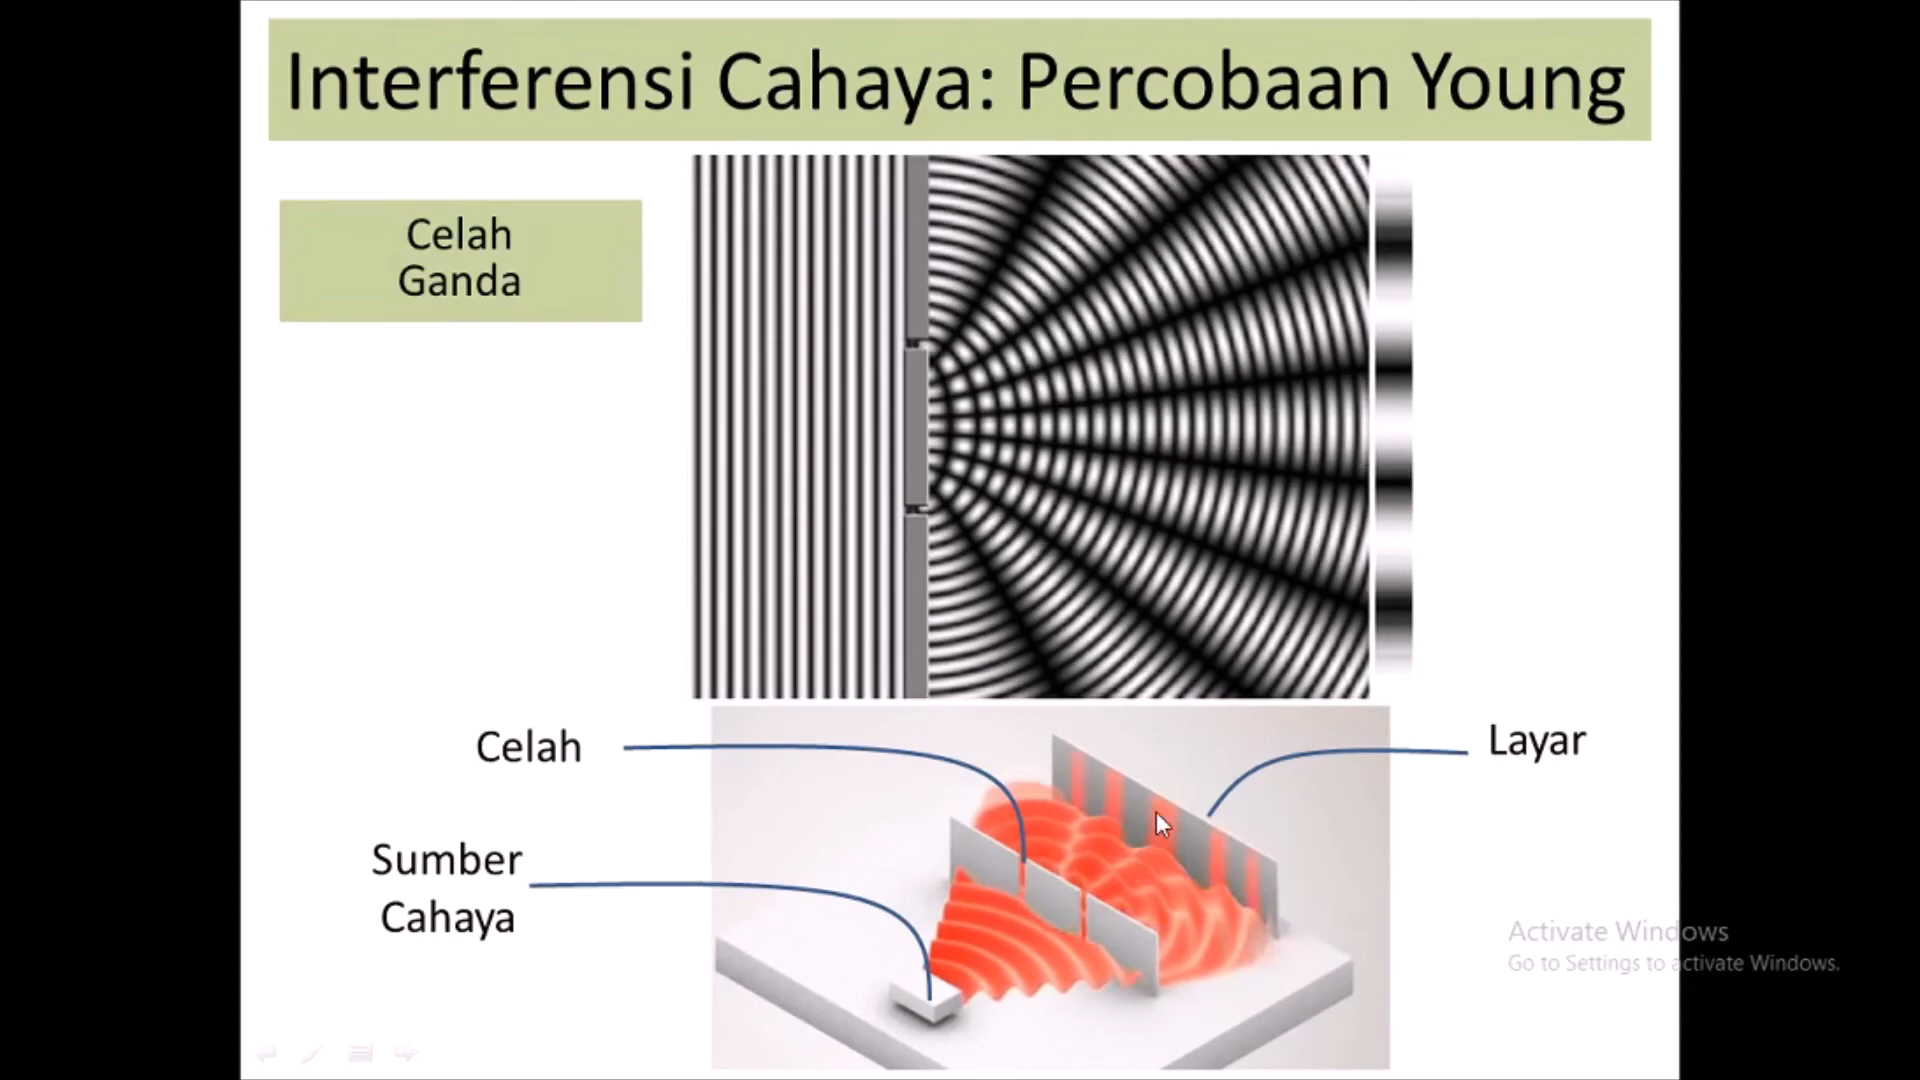 Interferensi Cahaya: Percobaan Young
Celah
Ganda
Celah
Layar
Sumber
Cahaya
Activate Windows
Go to Settings to activate Windows.